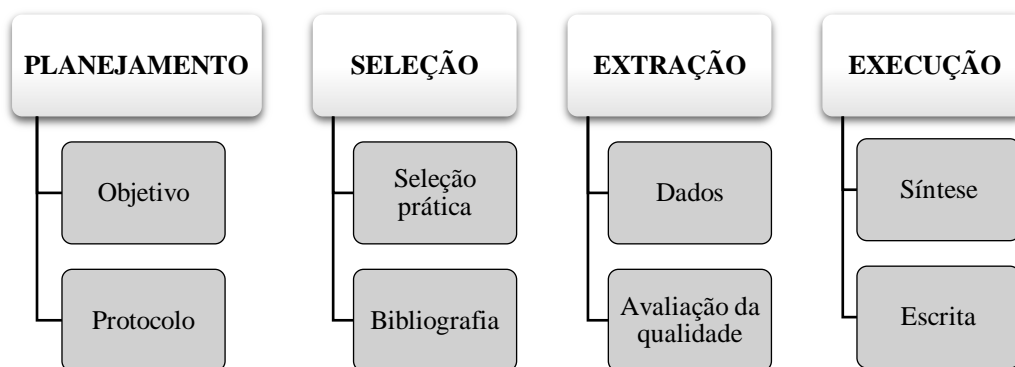 PLANEJAMENTO
Objetivo
Protocolo
SELEÇÃO
Seleção
prática
Bibliografia
EXTRAÇÃO
Dados
Avaliação da
qualidade
EXECUÇÃO
Síntese
Escrita